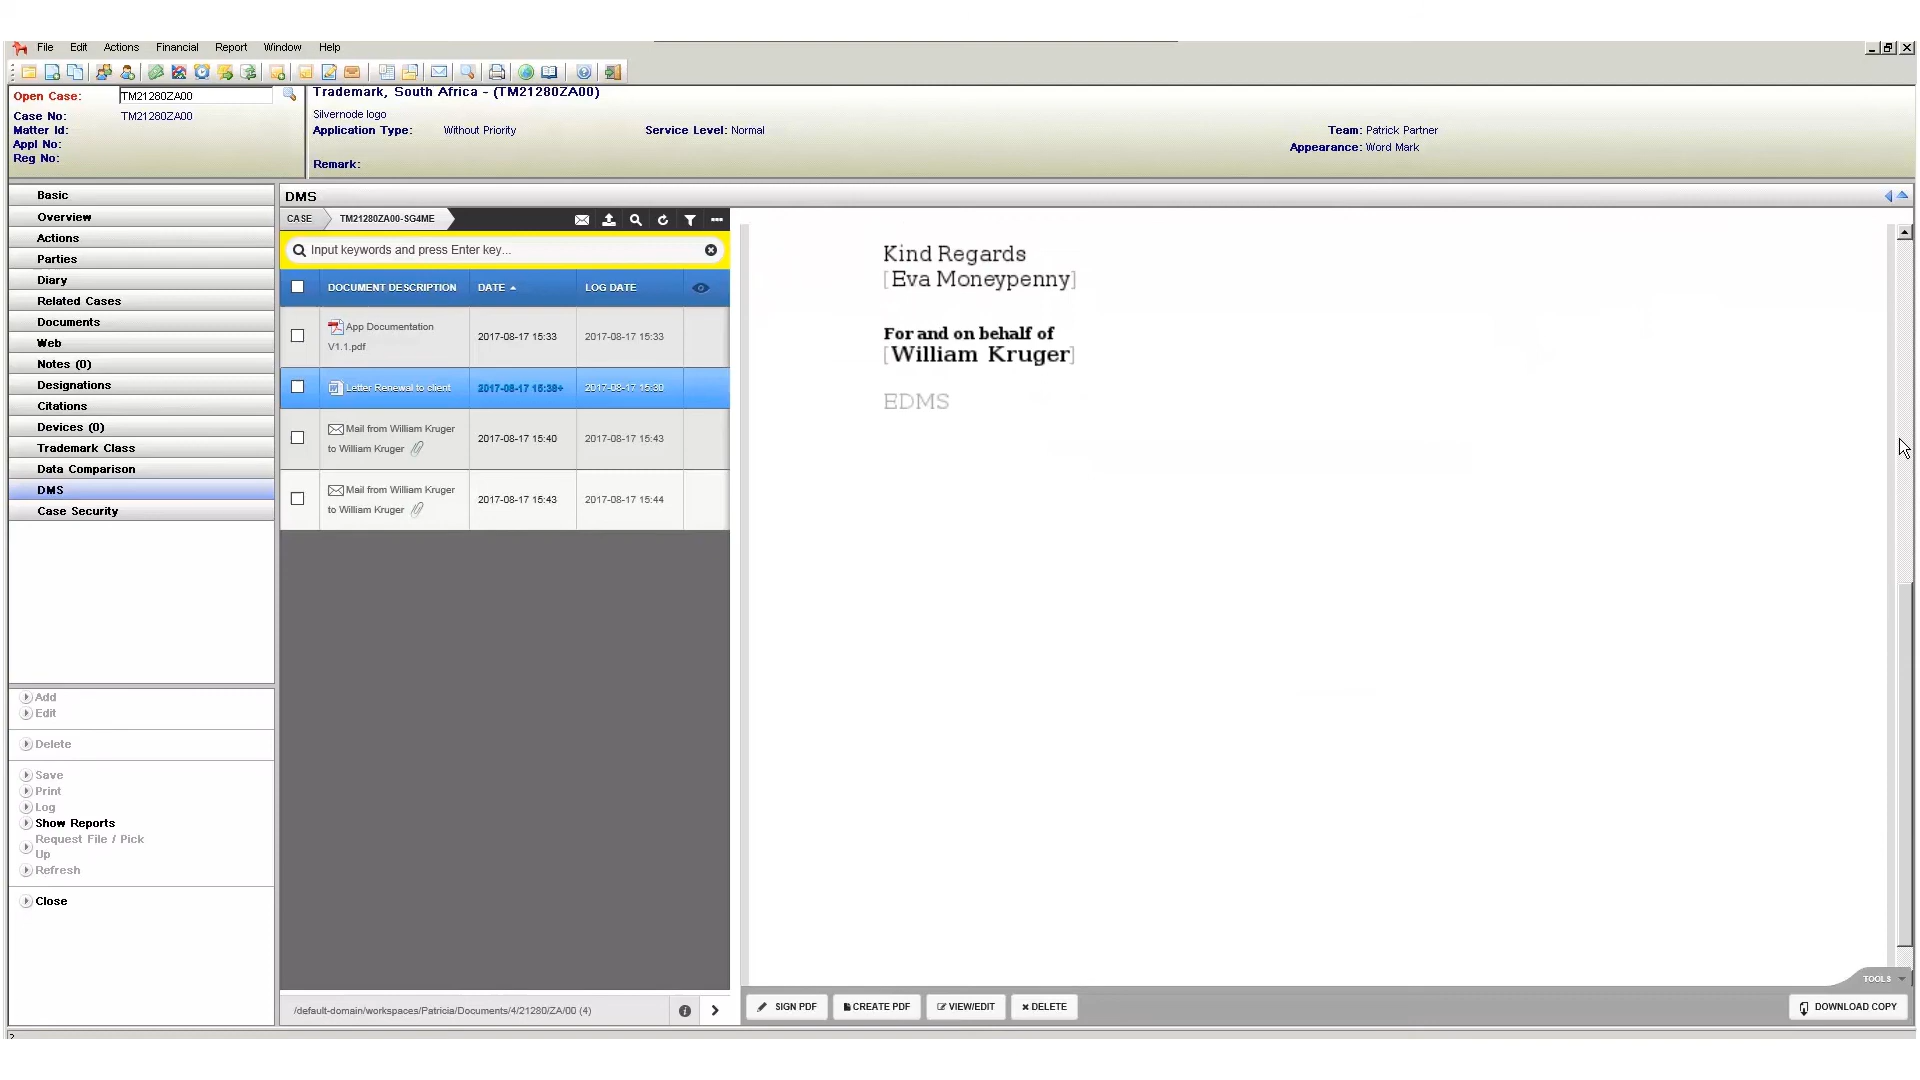 File Edit Actions Financial Report Window Help
Open Case: TM21280ZA00
Case No: TM21280ZA00
Matter Id:
Appl No:
Reg No:
Trademark, South Africa - (TM21280ZA00)
Silvernode logo
Application Type: Without Priority Service Level: Normal Team: Patrick Partner
Appearance: Word Mark
Remark:
Basic
Overview
Actions
Parties
Diary
Related Cases
Documents
Web
Notes (0)
Designations
Citations
Devices (0)
Trademark Class
Data Comparison
DMS
Case Security
Add
Edit
Delete
Save
Print
Log
Show Reports
Request File / Pick
Up
Refresh
Close
DMS
CASE TM21280ZA00-SG4ME
Input keywords and press Enter key...
DOCUMENT DESCRIPTION DATE LOG DATE
App Documentation
V1.1.pdf 2017-08-17 15:33 2017-08-17 15:33
Letter Renewal to client
Mail from William Kruger
to William Kruger 2017-08-17 15:40 2017-08-17 15:43
Mail from William Kruger
to William Kruger 2017-08-17 15:43 2017-08-17 15:44
/default-domain/workspaces/Patricia/Documents/4/21280/ZA/00 (4)
Kind Regards
[Eva Moneypenny]
For and on behalf of
[William Kruger]
EDMS
TOOLS
SIGN PDF CREATE PDF VIEW/EDIT DELETE DOWNLOAD COPY